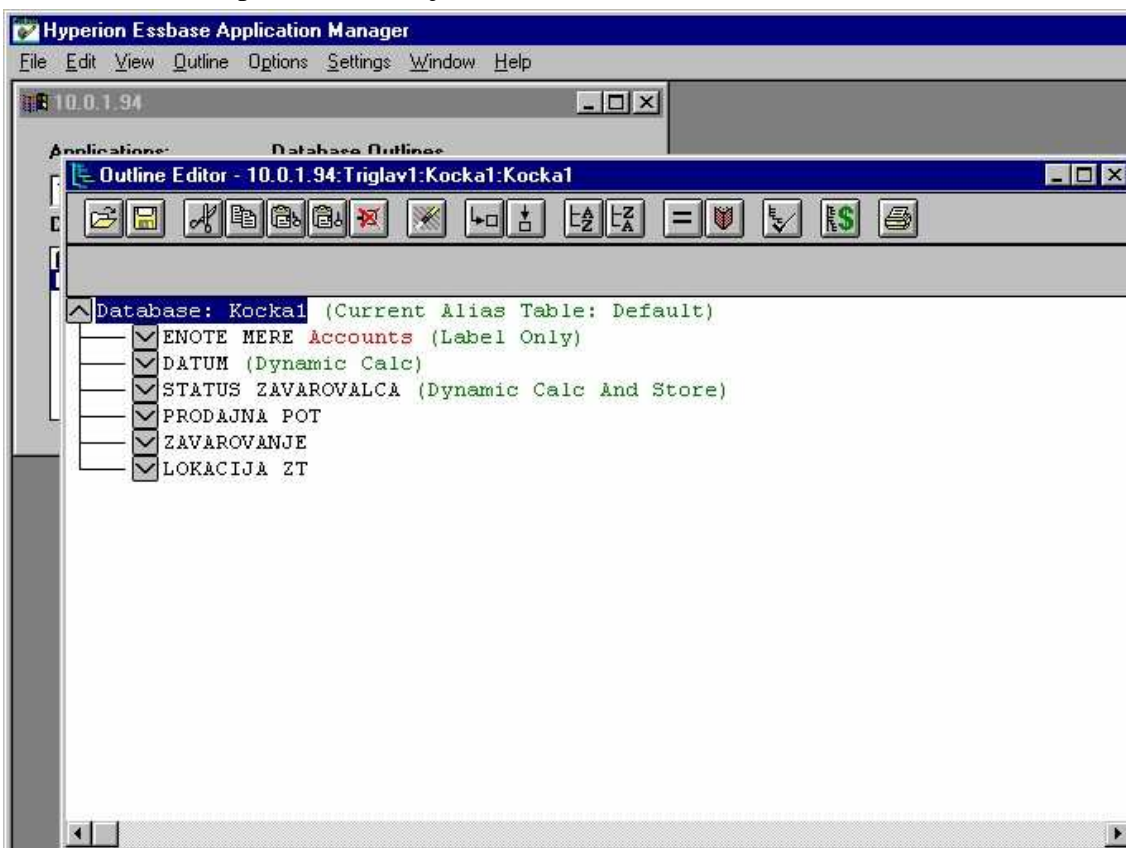 Hyperion Essbase Application Manager
File Edit View Outline Options Settings Window Help
10.0.1.94
Applications: Database Outlines
Outline Editor - 10.0.1.94:Triglav1:Kocka1:Kocka1
Database: Kocka1 (Current Alias Table: Default)
ENOTE MERE Accounts (Label Only)
DATUM (Dynamic Calc)
STATUS ZAVAROVALCA (Dynamic Calc And Store)
PRODAJNA POT
ZAVAROVANJE
LOKACIJA ZT